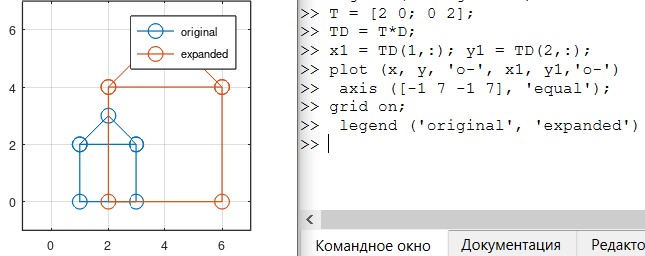 original
expanded
6
4
2
0
0
2
4
6
>> T = [2 0; 0 2];
>> TD = T*D;
>> x1 = TD(1,:); y1 = TD(2,:);
>> plot (x, y, 'o-', x1, y1,'o-')
>>  axis ([-1 7 -1 7], 'equal');
>> grid on;
>>  legend ('original', 'expanded')
>>
Командное окно
Документация
Редакто